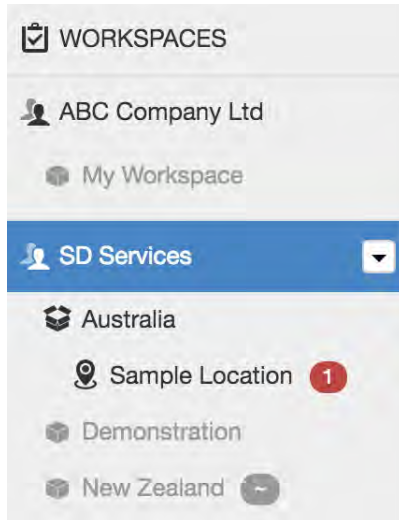 WORKSPACES
ABC Company Ltd
My Workspace
SD Services
Australia
Sample Location 1
Demonstration
New Zealand ~